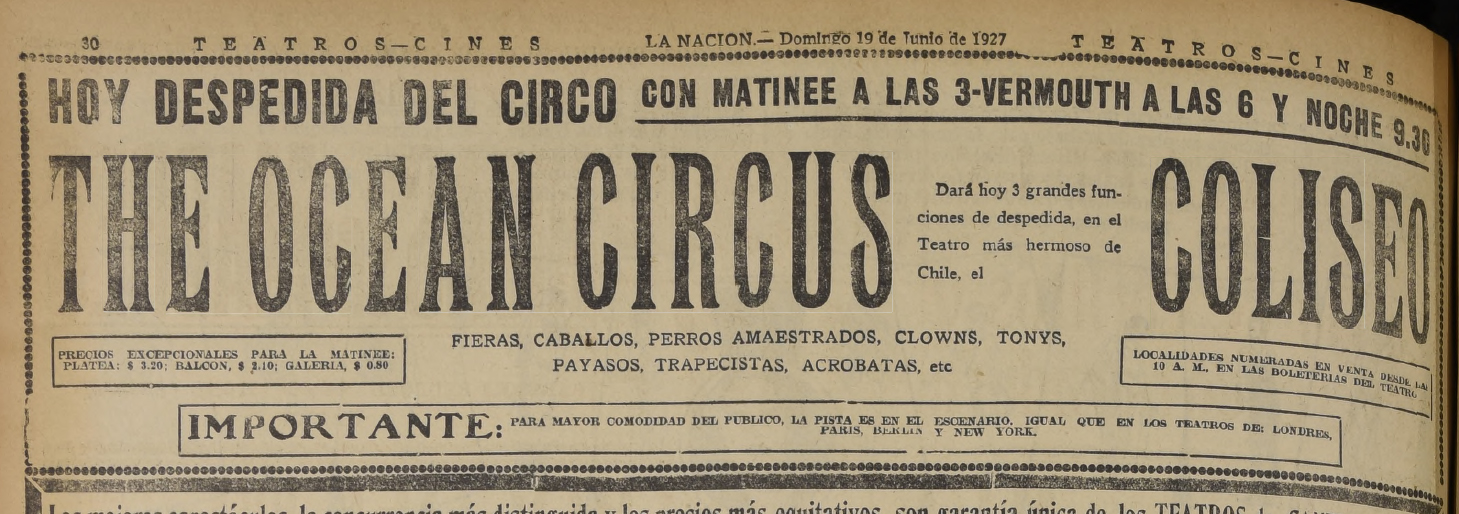 30 TEATROS—CINES LA NACION.— Domingo 19 de Junio de 1927 TEATROS—CINES
HOY DESPEDIDA DEL CIRCO CON MATINEE A LAS 3-VERMOUTH A LAS 6 Y NOCHE 9.30
THE OCEAN CIRCUS
Dará hoy 3 grandes fun-
ciones de despedida, en el
Teatro más hermoso de
Chile, el
COLISEO
FIERAS, CABALLOS, PERROS AMAESTRADOS, CLOWNS, TONYS,
PAYASOS, TRAPECISTAS, ACROBATAS, etc
PRECIOS EXCEPCIONALES PARA LA MATINEE:
PLATEA: $ 3.20; BALCON, $ 2.10; GALERIA, $ 0.80
LOCALIDADES NUMERADAS EN VENTA DESDE LAS
10 A. M., EN LAS BOLETERIAS DEL TEATRO
IMPORTANTE: PARA MAYOR COMODIDAD DEL PUBLICO, LA PISTA ES EN EL ESCENARIO, IGUAL QUE EN LOS TEATROS DE: LONDRES,
PARIS, BERLIN Y NEW YORK.